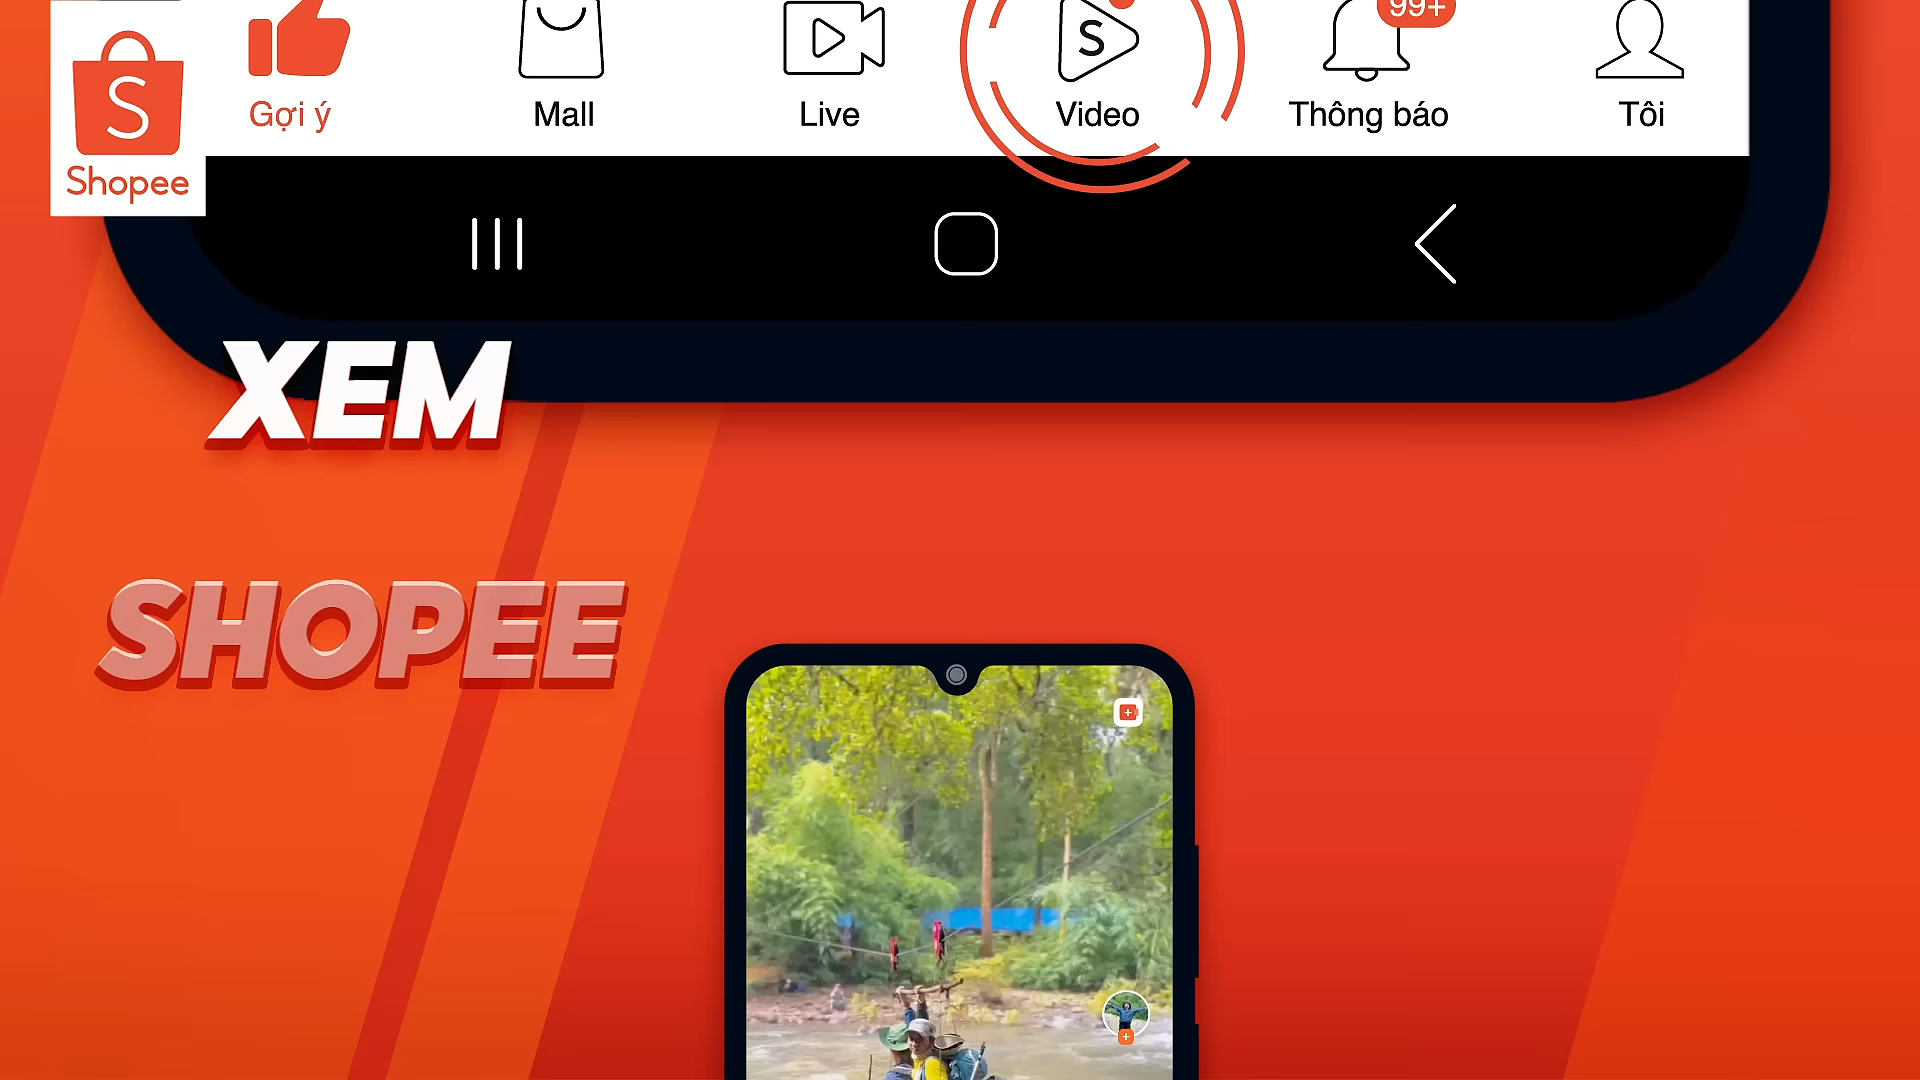 99+
Gợi ý
Mall
Live
Video
Thông báo
Tôi
Shopee
XEM
SHOPEE